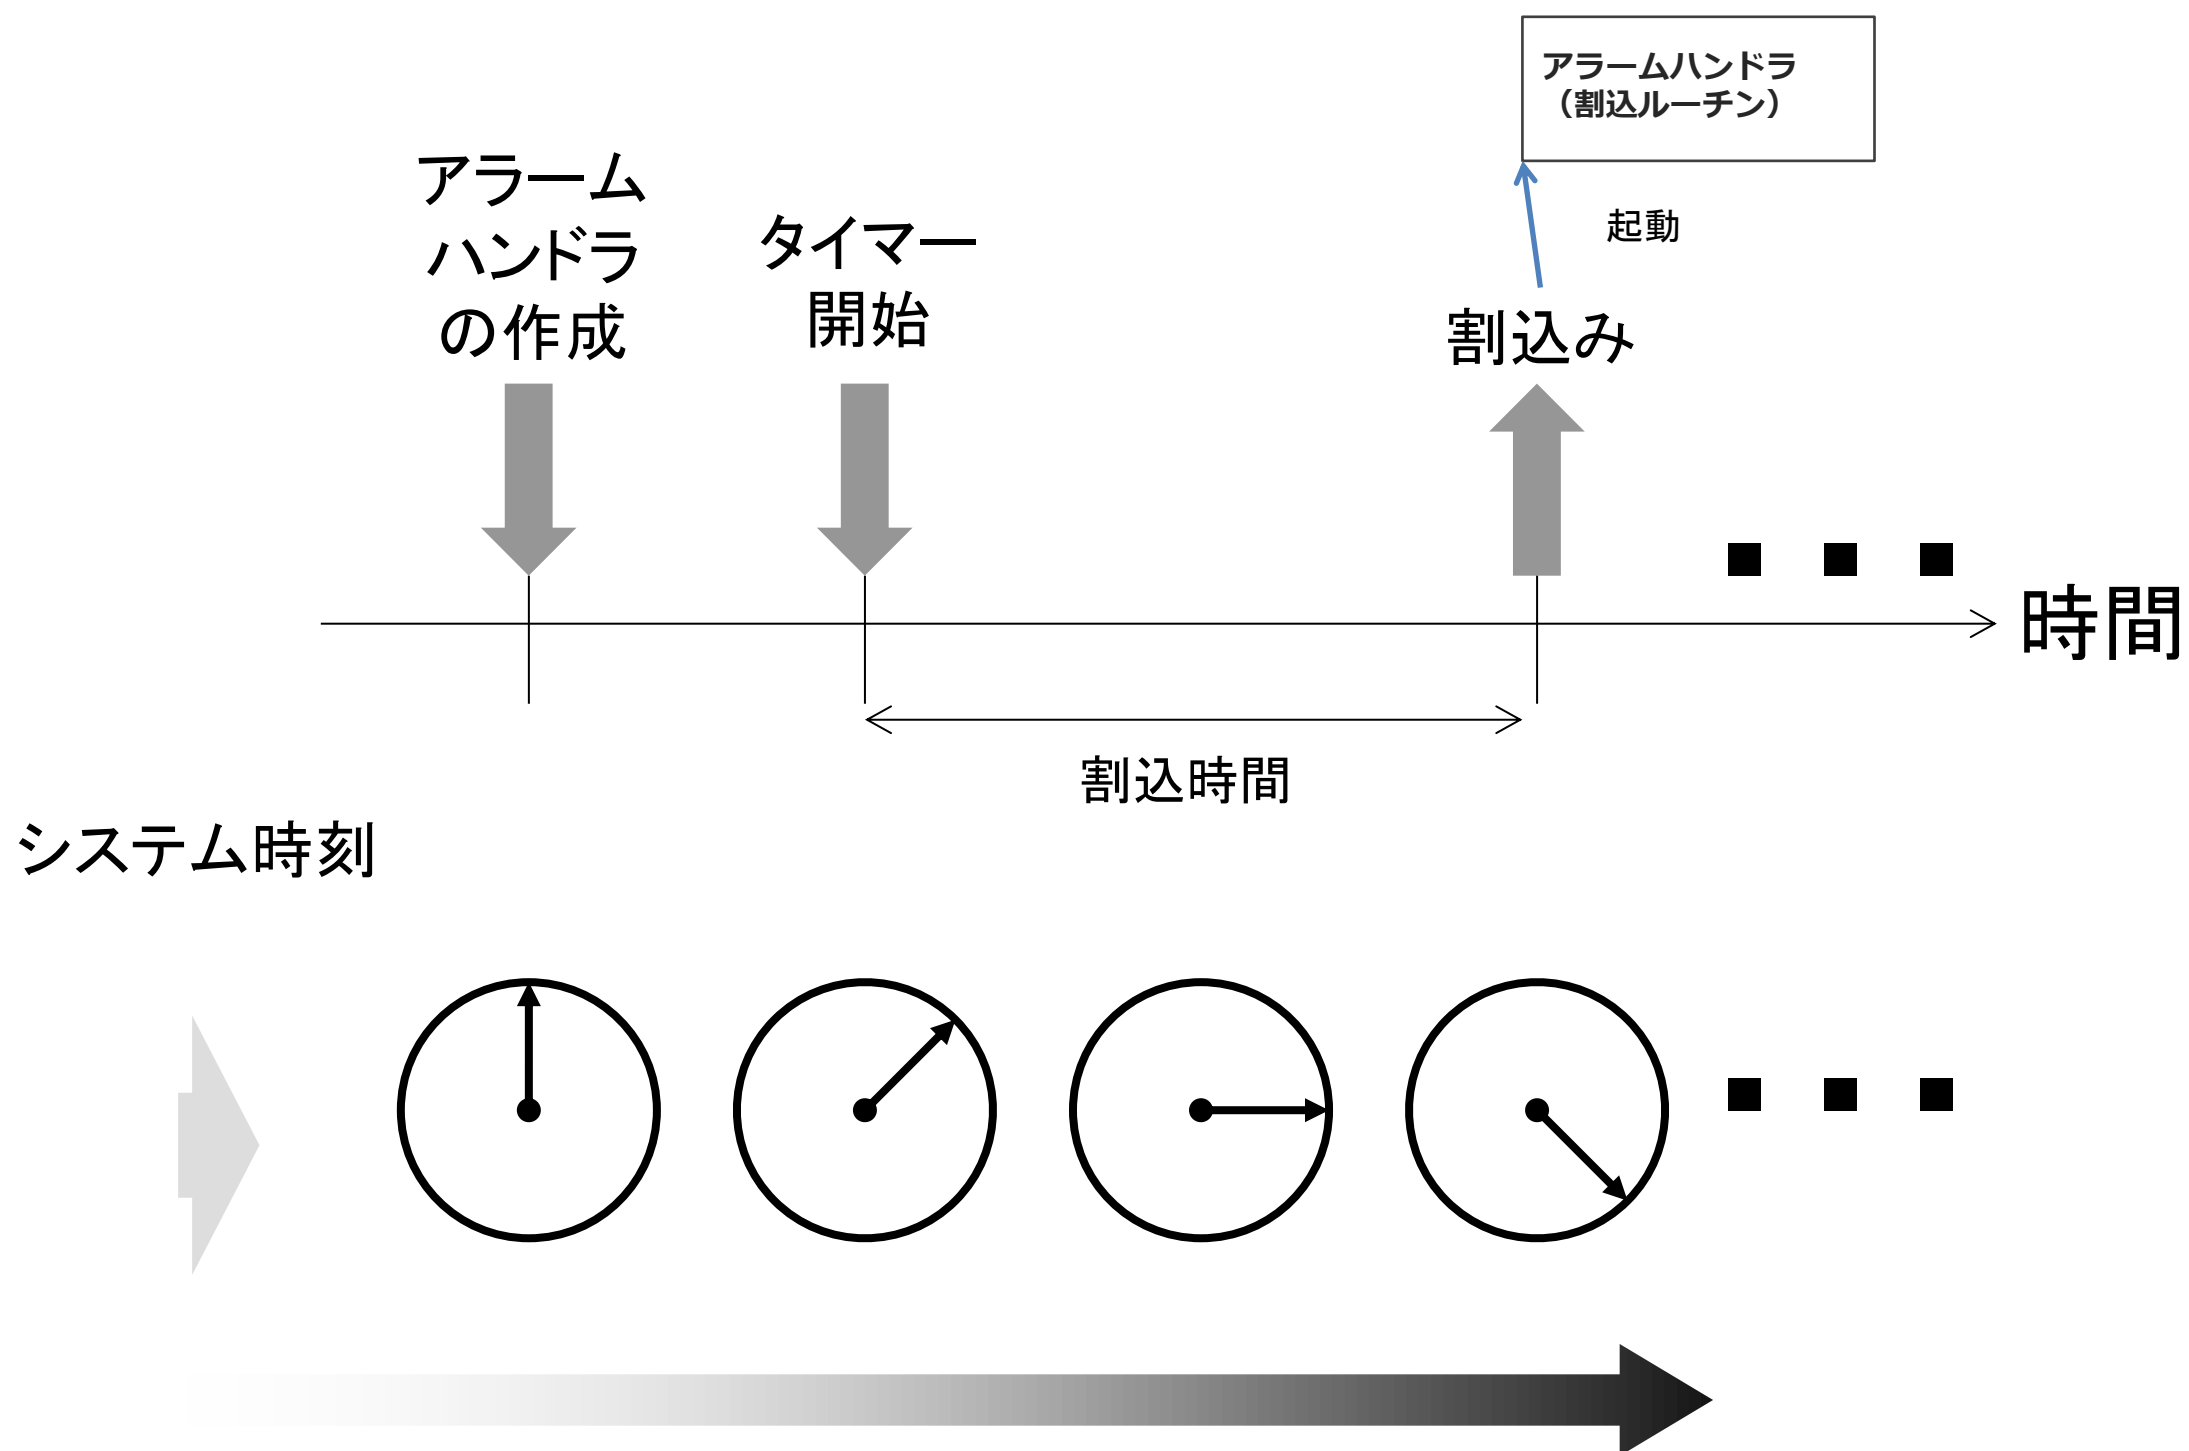 アラームハンドラ
（割込ルーチン）
起動
アラーム
ハンドラ
の作成
タイマー
開始
割込み
■ ■ ■
時間
割込時間
システム時刻
■ ■ ■